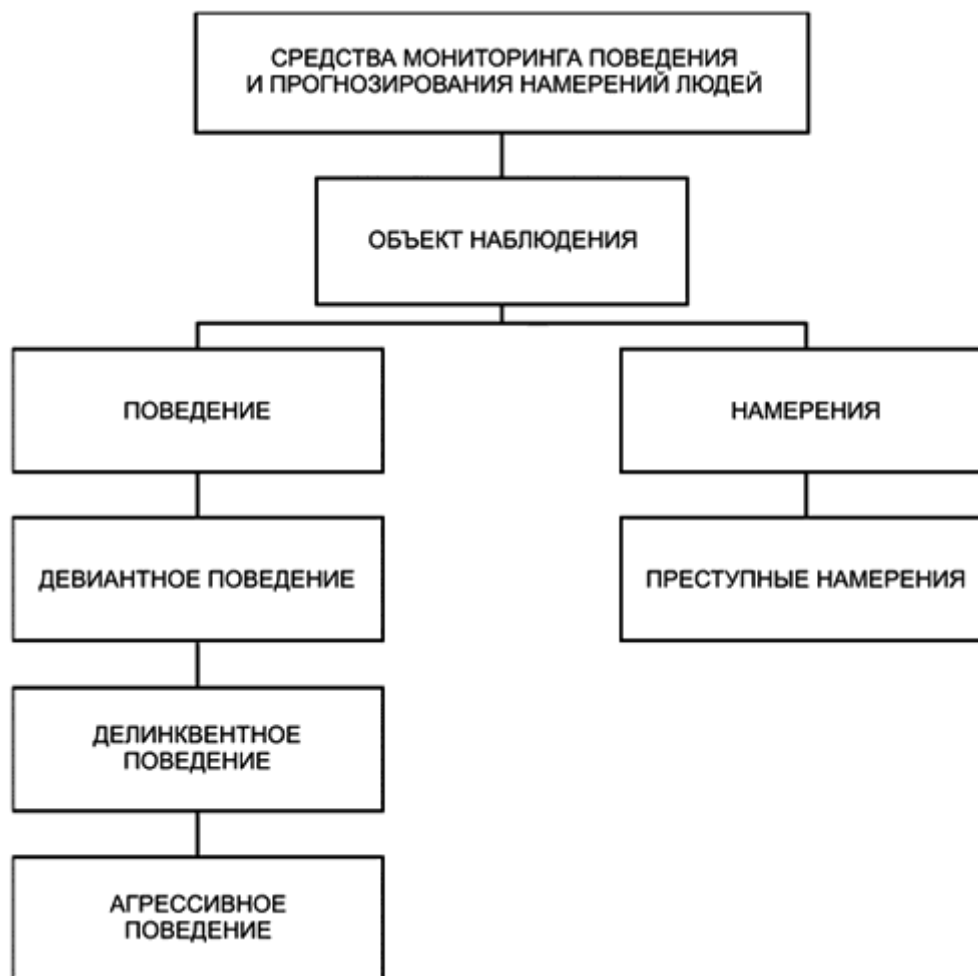 СРЕДСТВА МОНИТОРИНГА ПОВЕДЕНИЯ
И ПРОГНОЗИРОВАНИЯ НАМЕРЕНИЙ ЛЮДЕЙ
ОБЪЕКТ НАБЛЮДЕНИЯ
ПОВЕДЕНИЕ
НАМЕРЕНИЯ
ДЕВИАНТНОЕ ПОВЕДЕНИЕ
ПРЕСТУПНЫЕ НАМЕРЕНИЯ
ДЕЛИНКВЕНТНОЕ
ПОВЕДЕНИЕ
АГРЕССИВНОЕ
ПОВЕДЕНИЕ